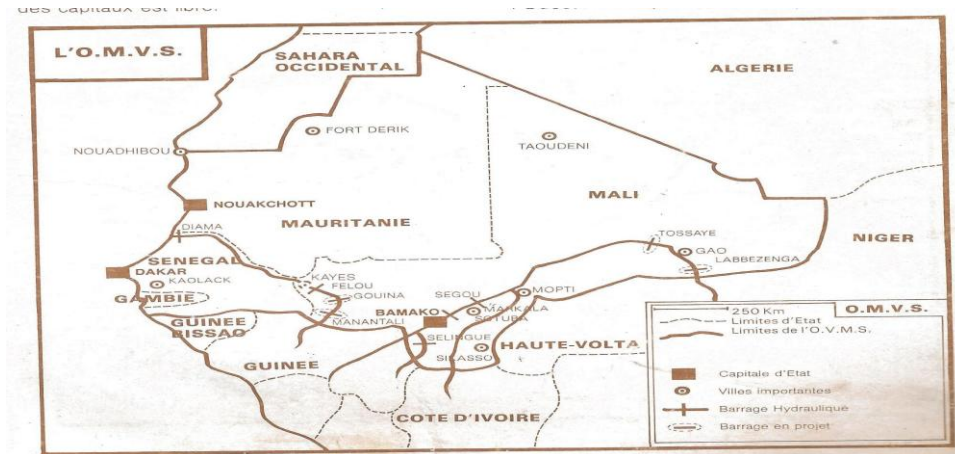 des capitaux est libre.
L'O.M.V.S.
SAHARA
OCCIDENTAL
ALGERIE
FORT DERIK
TAOUDENI
NOUADHIBOU
MALI
NOUAKCHOTT
MAURITANIE
DIAMA
TOSSAYE
NIGER
GAO
LABBEZENGA
SENEGAL
DAKAR
KAOLACK
KAYES
FELOU
GOUINA
SEGOU
MOPTI
GAMBIE
BAMAKO
MARKALA
SOTUBA
MANANTALI
GUINEE
BISSAO
SELINGUE
HAUTE-VOLTA
SIKASSO
GUINEE
COTE D'IVOIRE
250 Km
O.M.V.S.
Limites d'Etat
Limites de l'O.V.M.S.
Capitale d'Etat
Villes importantes
Barrage Hydraulique
Barrage en projet